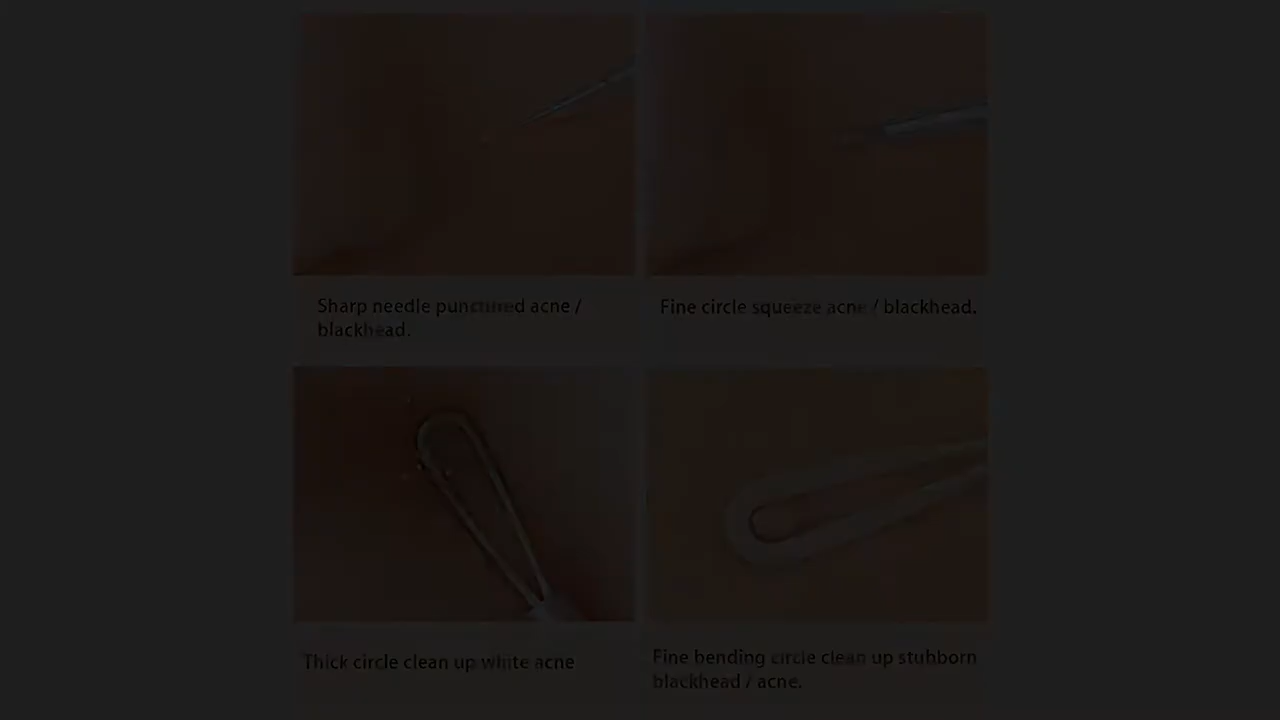 Sharp needle punctured acne /
blackhead.
Fine circle squeeze acne / blackhead.
Thick circle clean up white acne
Fine bending circle clean up stubborn
blackhead / acne.